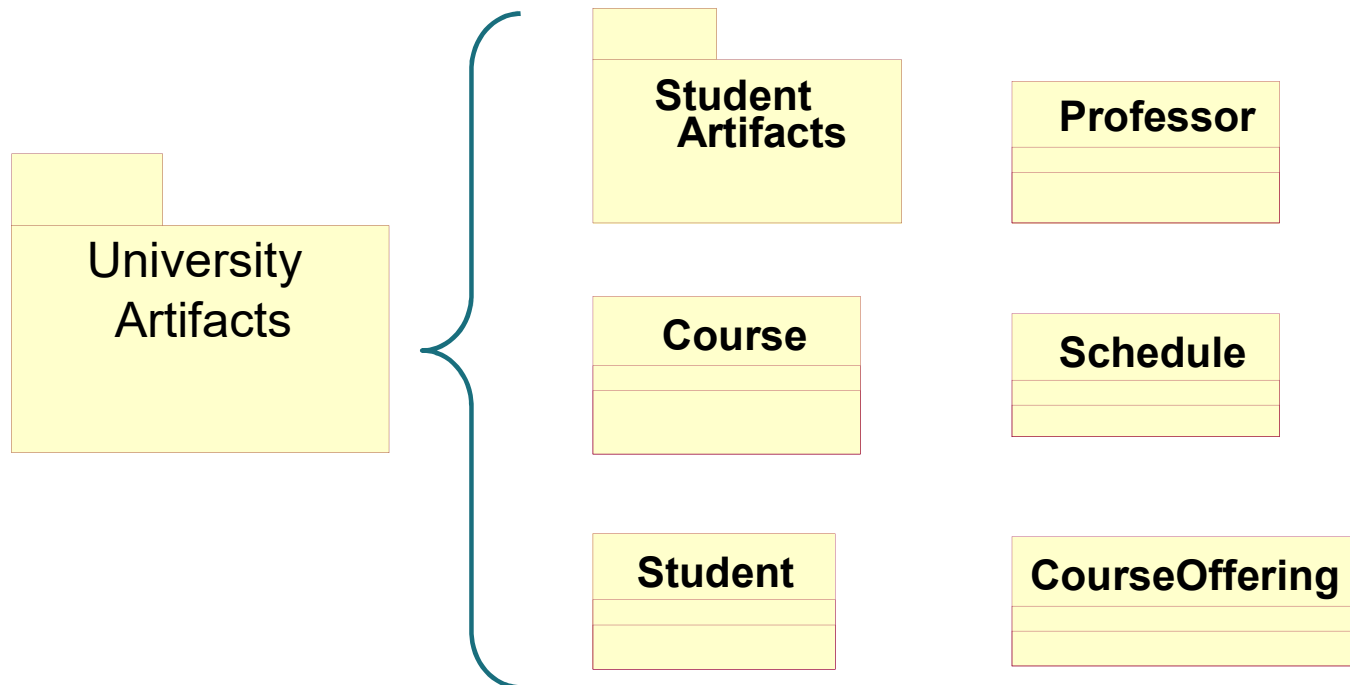 University
Artifacts
Student
Artifacts
Professor
Course
Schedule
Student
CourseOffering